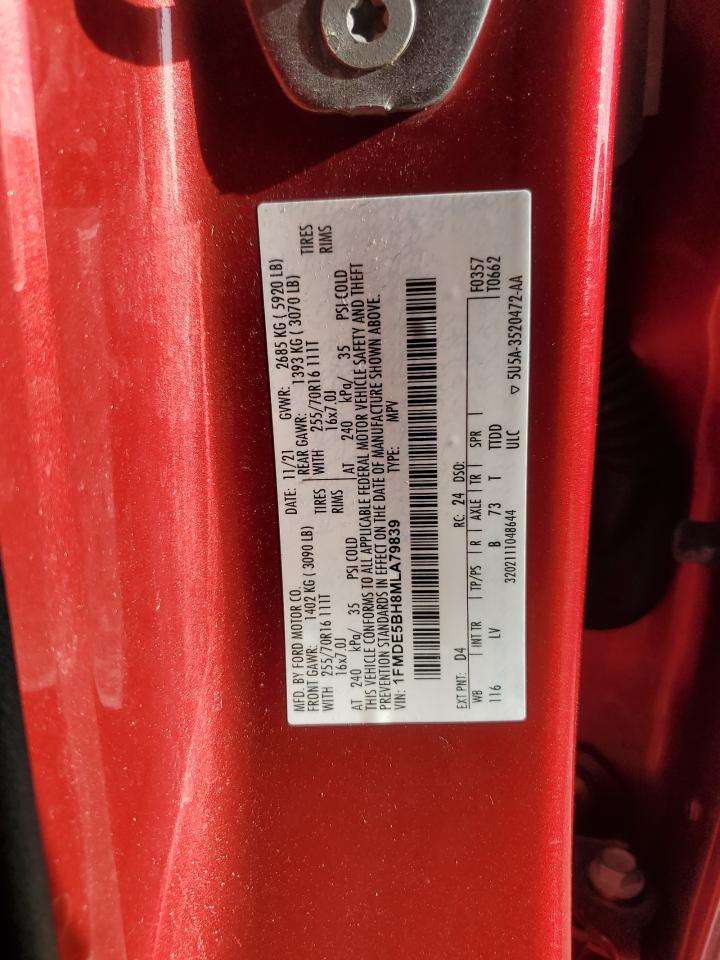 MFD. BY FORD MOTOR CO.
DATE: 11/21 GVWR: 2685 KG ( 5920 LB)
FRONT GAWR: 1402 KG ( 3090 LB) REAR GAWR: 1393 KG ( 3070 LB)
WITH 255/70R16 111T TIRES WITH 255/70R16 111T TIRES
16x7.0J RIMS 16x7.0J RIMS
AT 240 kPa/ 35 PSI COLD AT 240 kPa/ 35 PSI COLD
THIS VEHICLE CONFORMS TO ALL APPLICABLE FEDERAL MOTOR VEHICLE SAFETY AND THEFT
PREVENTION STANDARDS IN EFFECT ON THE DATE OF MANUFACTURE SHOWN ABOVE.
VIN: 1FMDE5BH8MLA79839 TYPE: MPV
F0357
T0662
EXT PNT: D4 RC: 24 DSO:
WB INT TR TP/PS R AXLE TR SPR
116 LV B 73 T TTDD
3202111048644 ULC
▽ 5U5A-3520472-AA